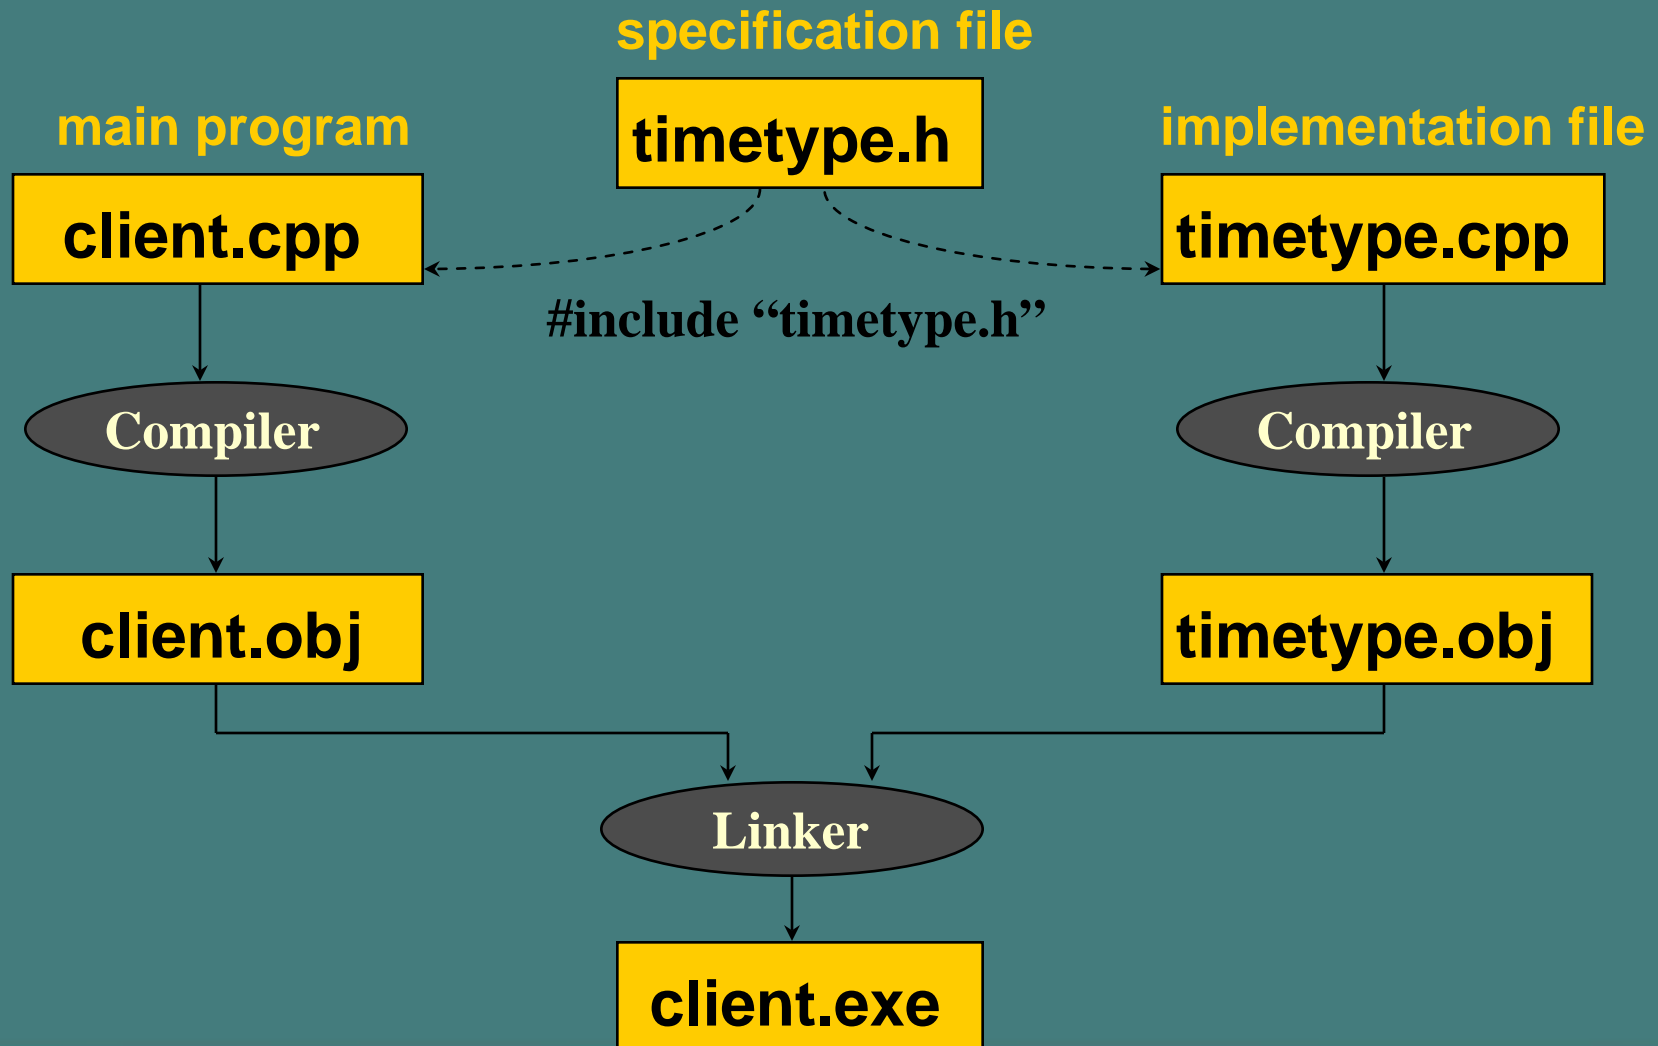 specification file
main program
timetype.h
implementation file
client.cpp
timetype.cpp
#include “timetype.h”
Compiler
Compiler
client.obj
timetype.obj
Linker
client.exe